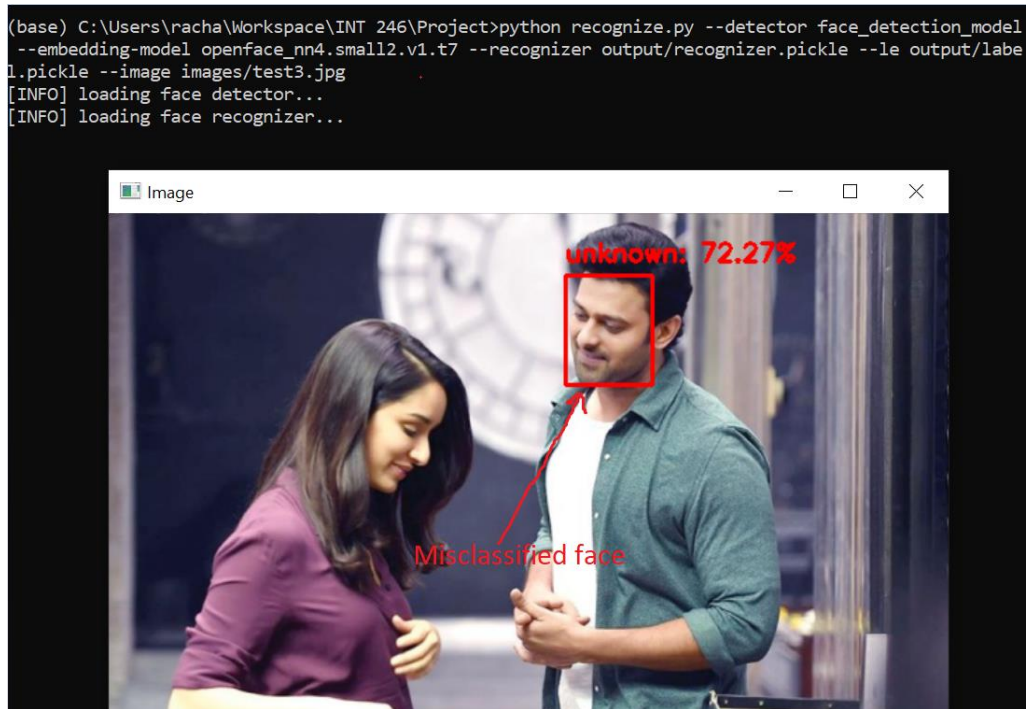 (base) C:\Users\racha\Workspace\INT 246\Project>python recognize.py --detector face_detection_model
--embedding-model openface_nn4.small2.v1.t7 --recognizer output/recognizer.pickle --le output/labe
l.pickle --image images/test3.jpg
[INFO] loading face detector...
[INFO] loading face recognizer...
Image
unknown: 72.27%
Misclassified face